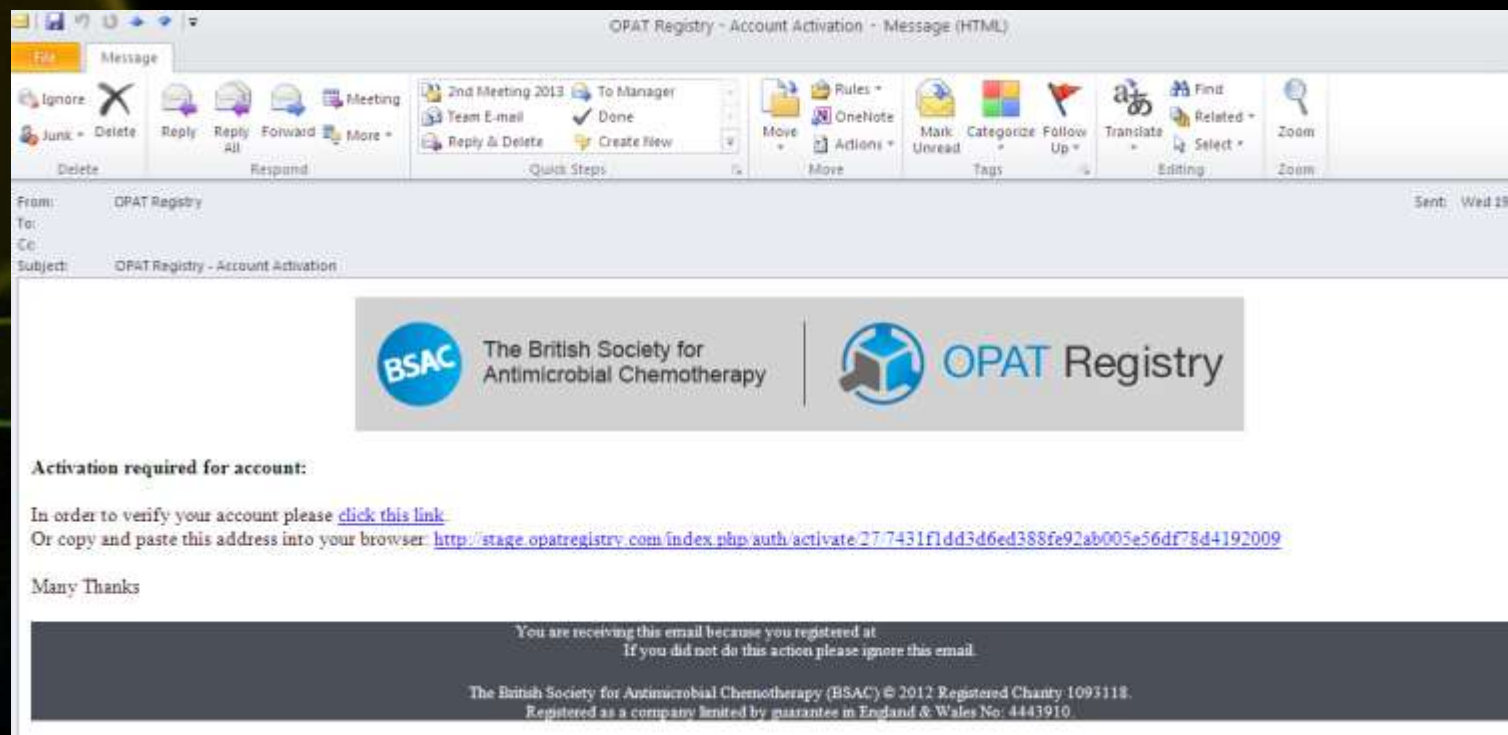 OPAT Registry - Account Activation - Message (HTML)
File Message
Ignore
Junk Delete
Reply Reply All Forward
Meeting
More
2nd Meeting 2013 To Manager
Team E-mail Done
Reply & Delete Create New
Move
Rules
OneNote
Actions
Mark Unread Categorize Follow Up
Translate
Find
Related
Select
Zoom
Delete Respond Quick Steps Move Tags Editing Zoom
From: OPAT Registry Sent: Wed 19
To:
Cc
Subject: OPAT Registry - Account Activation
BSAC
The British Society for
Antimicrobial Chemotherapy
OPAT Registry
Activation required for account:
In order to verify your account please click this link.
Or copy and paste this address into your browser: http://stage.opatregistry.com/index.php/auth/activate/27/7431f1dd3d6ed388fe92ab005e56df78d4192009
Many Thanks
You are receiving this email because you registered at
If you did not do this action please ignore this email.
The British Society for Antimicrobial Chemotherapy (BSAC) © 2012 Registered Charity 1093118.
Registered as a company limited by guarantee in England & Wales No: 4443910.